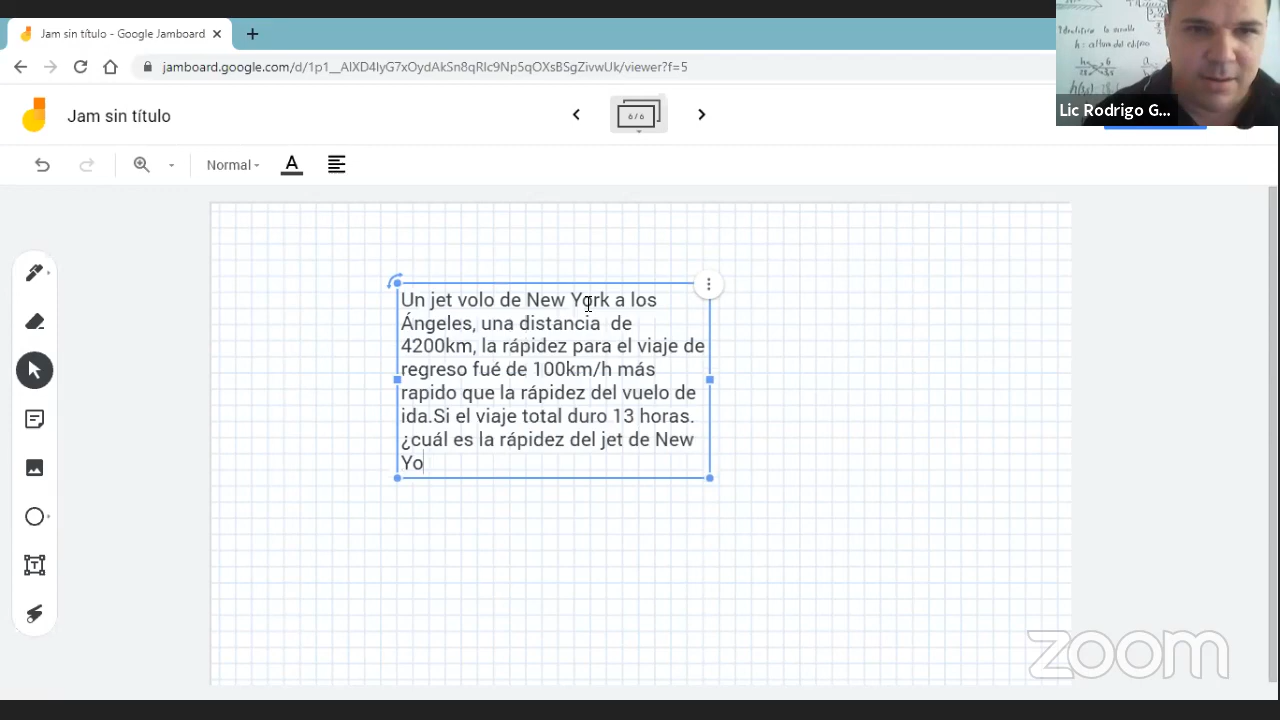 Jam sin título - Google Jamboard
jamboard.google.com/d/1p1__AlXD4lyG7xOydAkSn8qRlc9Np5qOXsBSgZivwUk/viewer?f=5
Lic Rodrigo G...
Jam sin título
6 / 6
Normal
A
Un jet volo de New York a los
Ángeles, una distancia  de
4200km, la rápidez para el viaje de
regreso fué de 100km/h más
rapido que la rápidez del vuelo de
ida.Si el viaje total duro 13 horas.
¿cuál es la rápidez del jet de New
Yo
zoom